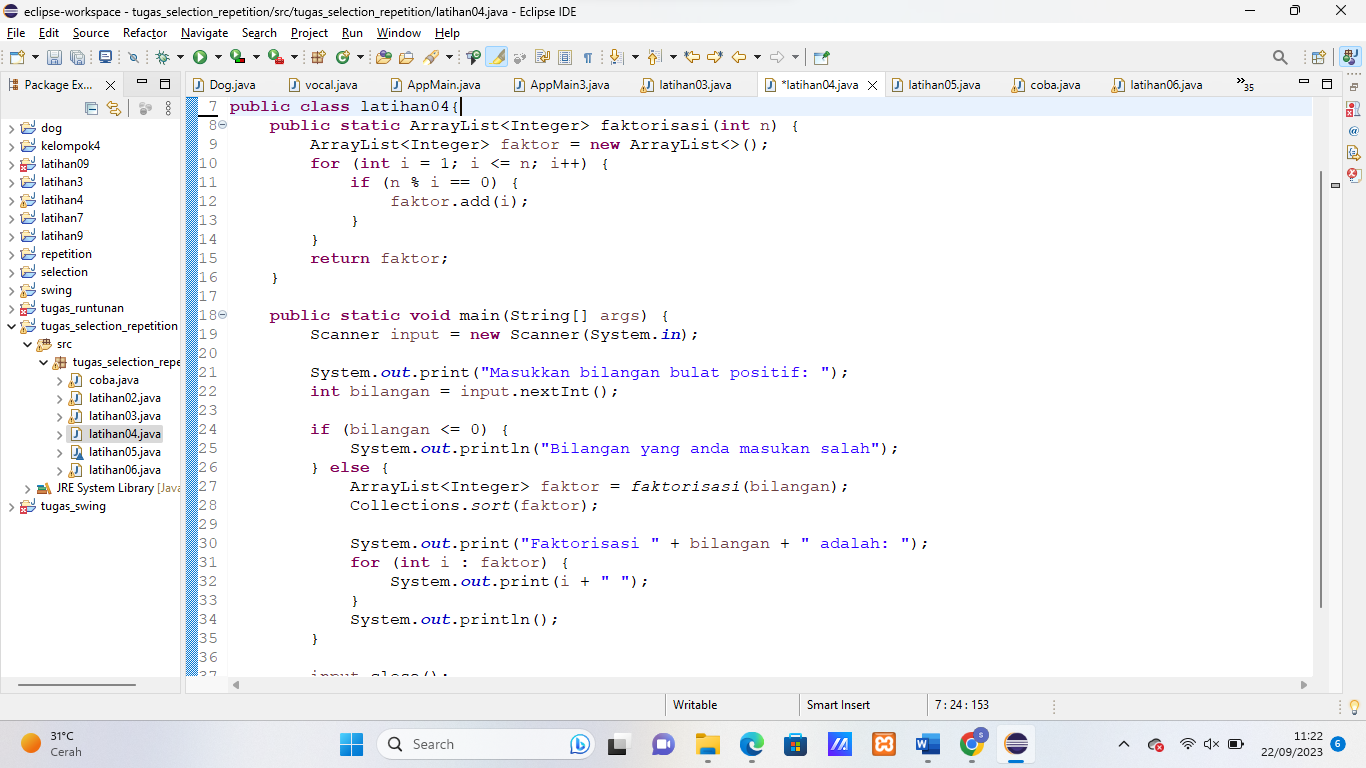 eclipse-workspace - tugas_selection_repetition/src/tugas_selection_repetition/latihan04.java - Eclipse IDE
File Edit Source Refactor Navigate Search Project Run Window Help
Package Ex...
Dog.java vocal.java AppMain.java AppMain3.java latihan03.java *latihan04.java latihan05.java coba.java latihan06.java »35
dog
kelompok4
latihan09
latihan3
latihan4
latihan7
latihan9
repetition
selection
swing
tugas_runtunan
tugas_selection_repetition
src
tugas_selection_repe
coba.java
latihan02.java
latihan03.java
latihan04.java
latihan05.java
latihan06.java
JRE System Library [Java
tugas_swing
7 public class latihan04{
8 public static ArrayList<Integer> faktorisasi(int n) {
9 ArrayList<Integer> faktor = new ArrayList<>();
10 for (int i = 1; i <= n; i++) {
11 if (n % i == 0) {
12 faktor.add(i);
13 }
14 }
15 return faktor;
16 }
17
18 public static void main(String[] args) {
19 Scanner input = new Scanner(System.in);
20
21 System.out.print("Masukkan bilangan bulat positif: ");
22 int bilangan = input.nextInt();
23
24 if (bilangan <= 0) {
25 System.out.println("Bilangan yang anda masukan salah");
26 } else {
27 ArrayList<Integer> faktor = faktorisasi(bilangan);
28 Collections.sort(faktor);
29
30 System.out.print("Faktorisasi " + bilangan + " adalah: ");
31 for (int i : faktor) {
32 System.out.print(i + " ");
33 }
34 System.out.println();
35 }
36
37 input.close();
Writable Smart Insert 7 : 24 : 153
31°C
Cerah
Search
11:22
22/09/2023
6